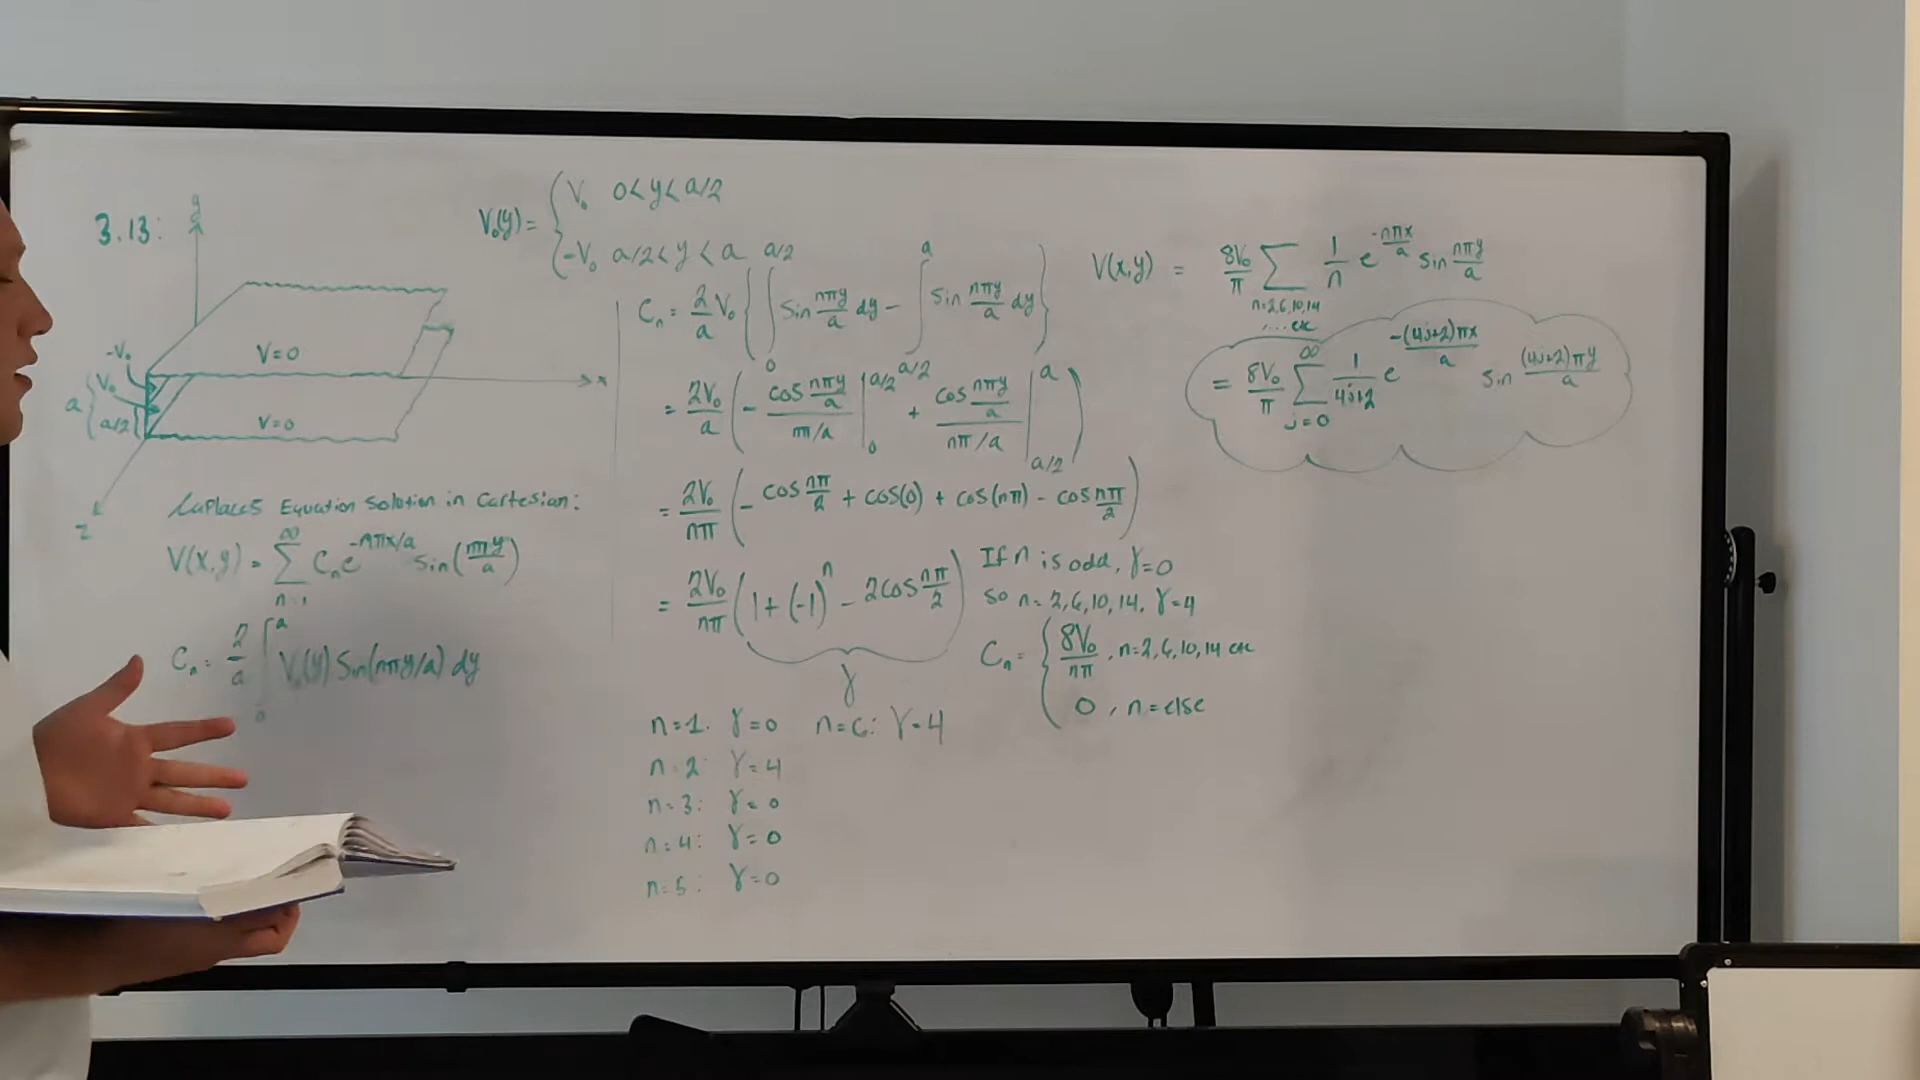 3.13:
y
-V₀
V₀
a
a/2
V=0
V=0
x
z
Laplaces Equation Solution in Cartesian:
V(x,y) = ∑_{n=1}^{∞} Cₙe^{-nπx/a} sin(nπy/a)
Cₙ = 2/a ∫_0^a V₀(y) Sin(nπy/a) dy
V₀(y) = { V₀ 0<y<a/2
-V₀ a/2<y<a
Cₙ = 2/a V₀ { ∫_0^{a/2} Sin nπy/a dy - ∫_{a/2}^a Sin nπy/a dy }
= 2V₀/a ( - cos nπy/a / nπ/a |_0^{a/2} + cos nπy/a / nπ/a |_{a/2}^a )
= 2V₀/nπ ( - cos nπ/2 + cos(0) + cos(nπ) - cos nπ/2 )
= 2V₀/nπ ( 1+(-1)^n - 2cos nπ/2 )
γ
n=1: γ=0
n=2: γ=4
n=3: γ=0
n=4: γ=0
n=5: γ=0
n=6: γ=4
If n is odd, γ=0
so n=2,6,10,14, γ=4
Cₙ = { 8V₀/nπ , n=2,6,10,14 etc
0 , n=else
V(x,y) = 8V₀/π ∑_{n=2,6,10,14 ....etc} 1/n e^{-nπx/a} sin nπy/a
= 8V₀/π ∑_{j=0}^{∞} 1/4j+2 e^{-(4j+2)πx/a} sin (4j+2)πy/a